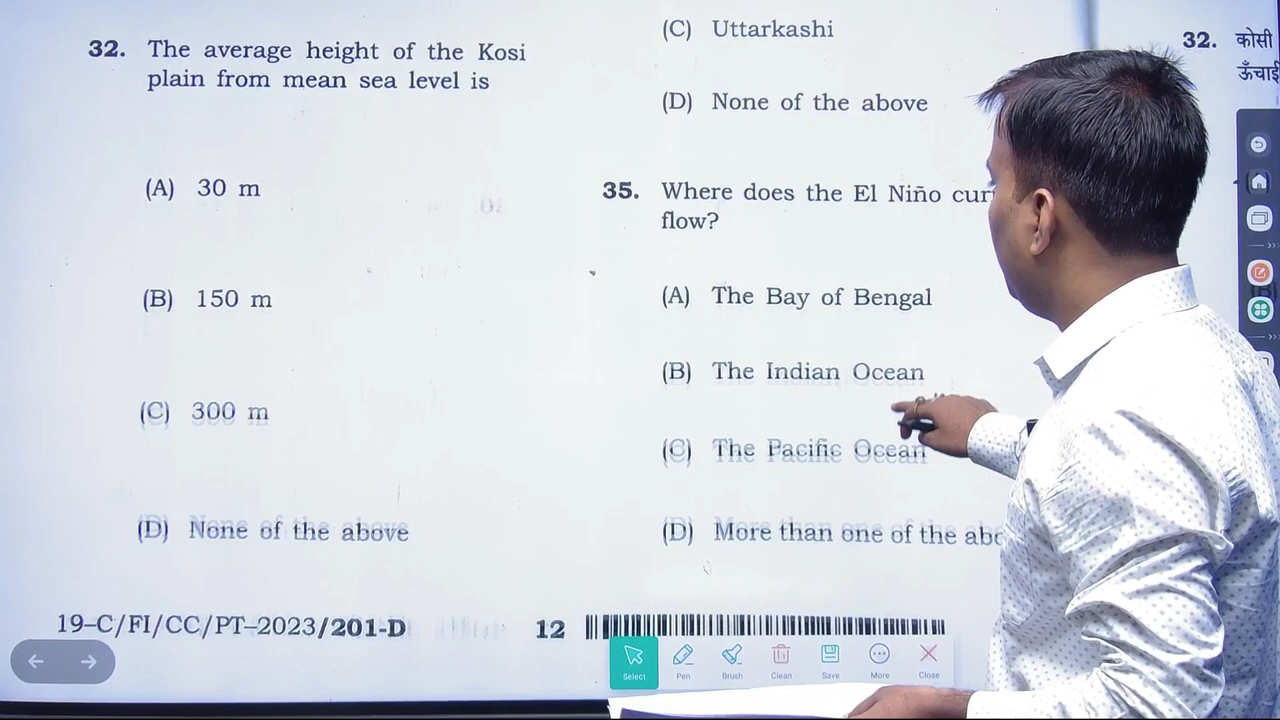 32. The average height of the Kosi
plain from mean sea level is
(A) 30 m
(B) 150 m
(C) 300 m
(D) None of the above
19–C/FI/CC/PT–2023/201-D
12
(C) Uttarkashi
(D) None of the above
35. Where does the El Niño
flow?
(A) The Bay of Bengal
(B) The Indian Ocean
(C) The Pacific Ocean
(D) More than one of the
32. कोसी
ऊँचाई
Select Pen Brush Clean Save More Close